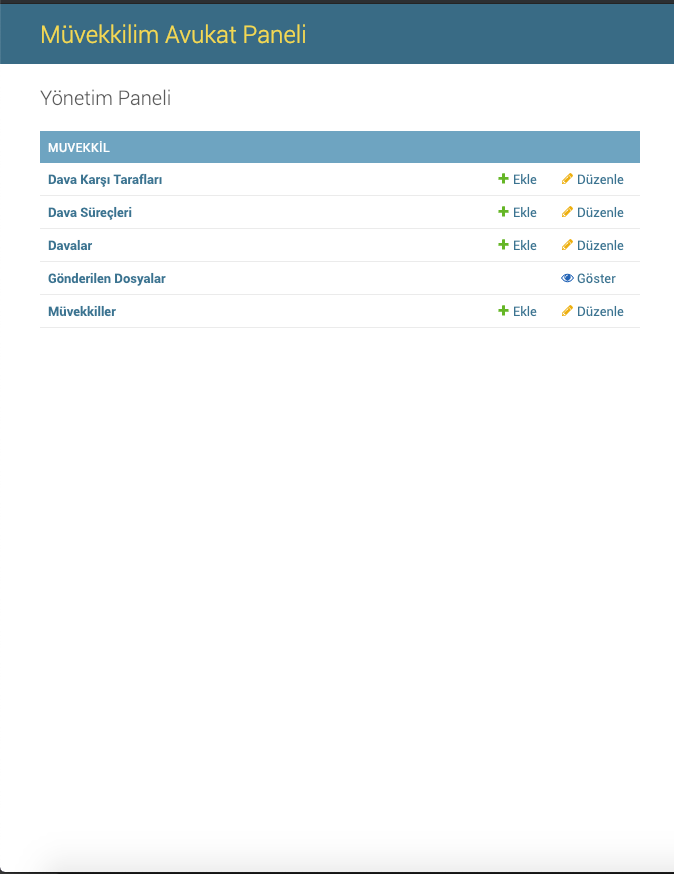 Müvekkilim Avukat Paneli
Yönetim Paneli
MUVEKKİL
Dava Karşı Tarafları Ekle Düzenle
Dava Süreçleri Ekle Düzenle
Davalar Ekle Düzenle
Gönderilen Dosyalar Göster
Müvekkiller Ekle Düzenle